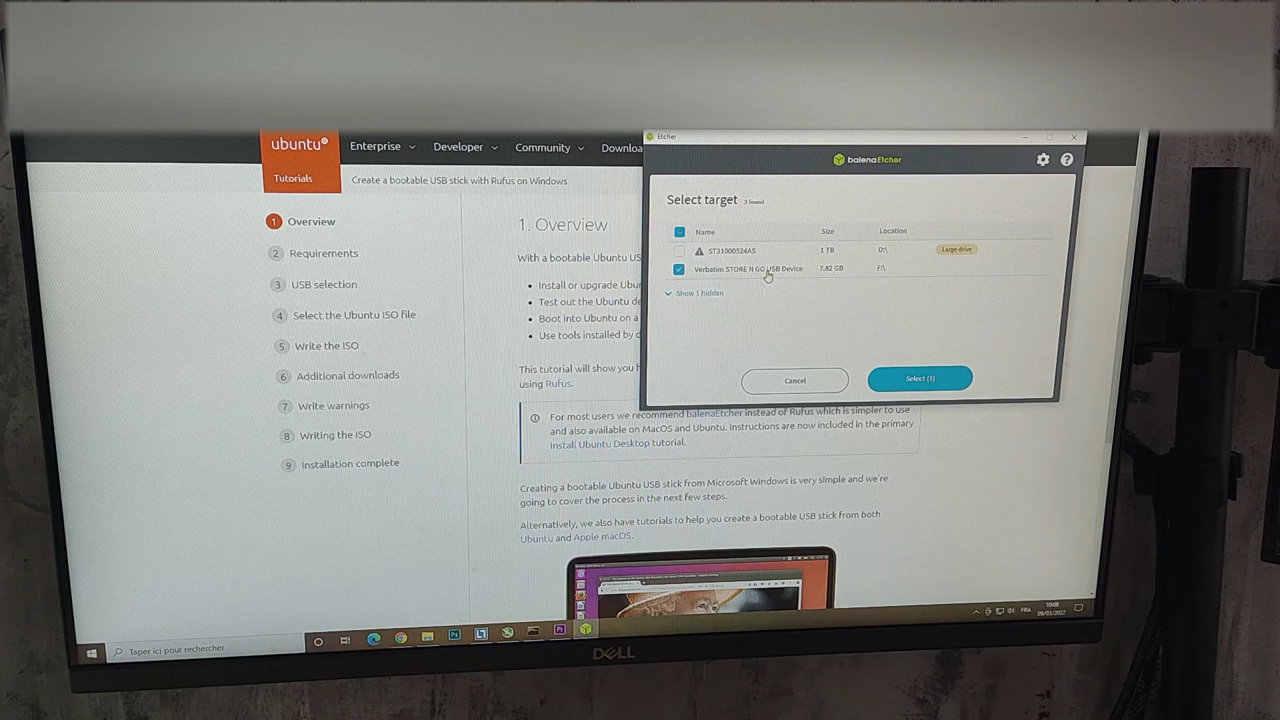 ubuntu
Enterprise
Developer
Community
Downloa
Tutorials
Create a bootable USB stick with Rufus on Windows
1 Overview
2 Requirements
3 USB selection
4 Select the Ubuntu ISO file
5 Write the ISO
6 Additional downloads
7 Write warnings
8 Writing the ISO
9 Installation complete
1. Overview
With a bootable Ubuntu US
Install or upgrade Ubu
Test out the Ubuntu de
Boot into Ubuntu on a
Use tools installed by d
This tutorial will show you h
using Rufus.
For most users we recommend balenaEtcher instead of Rufus which is simpler to use
and also available on MacOS and Ubuntu. Instructions are now included in the primary
Install Ubuntu Desktop tutorial.
Creating a bootable Ubuntu USB stick from Microsoft Windows is very simple and we're
going to cover the process in the next few steps.
Alternatively, we also have tutorials to help you create a bootable USB stick from both
Ubuntu and Apple macOS.
Etcher
balenaEtcher
Select target 3 found
Name Size Location
ST31000524AS 1 TB D:\ Large drive
Verbatim STORE N GO USB Device 7.82 GB F:\
Show 1 hidden
Cancel
Select (1)
Taper ici pour rechercher
FRA
10:08
09/03/2022
DELL